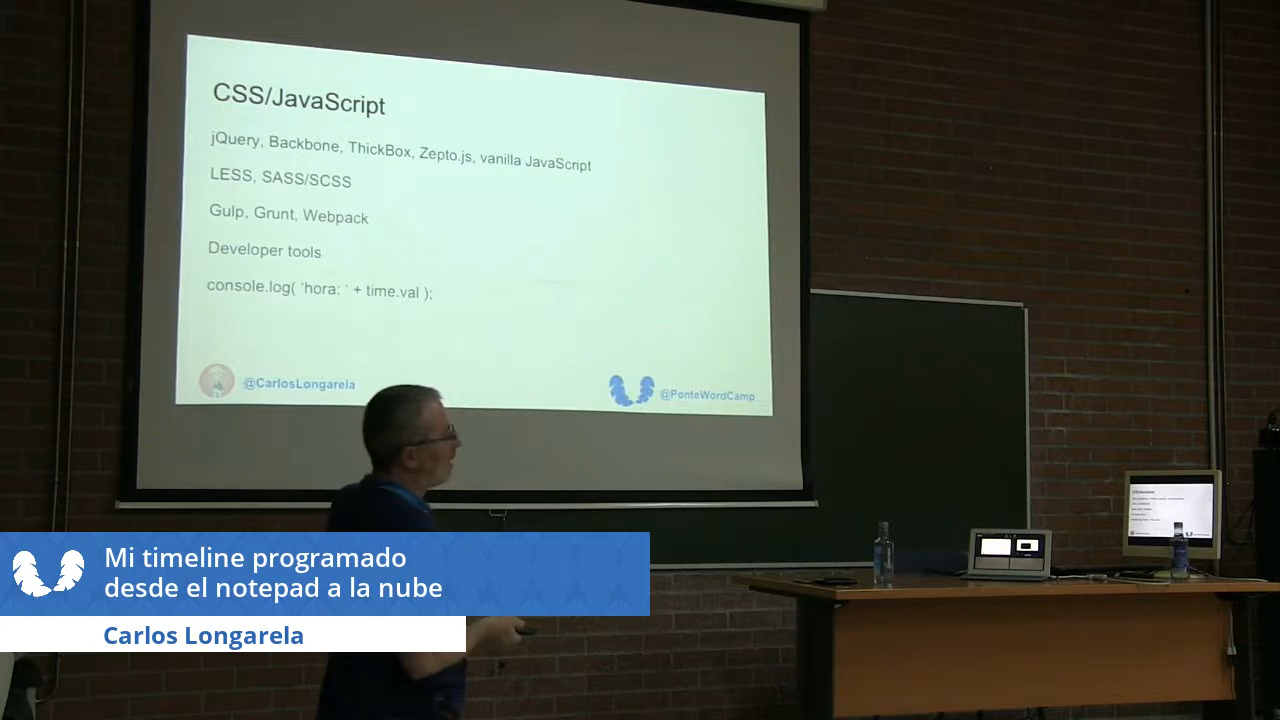 CSS/JavaScript
jQuery, Backbone, ThickBox, Zepto.js, vanilla JavaScript
LESS, SASS/SCSS
Gulp, Grunt, Webpack
Developer tools
console.log( 'hora: ' + time.val );
@CarlosLongarela
@PonteWordCamp
Mi timeline programado
desde el notepad a la nube
Carlos Longarela